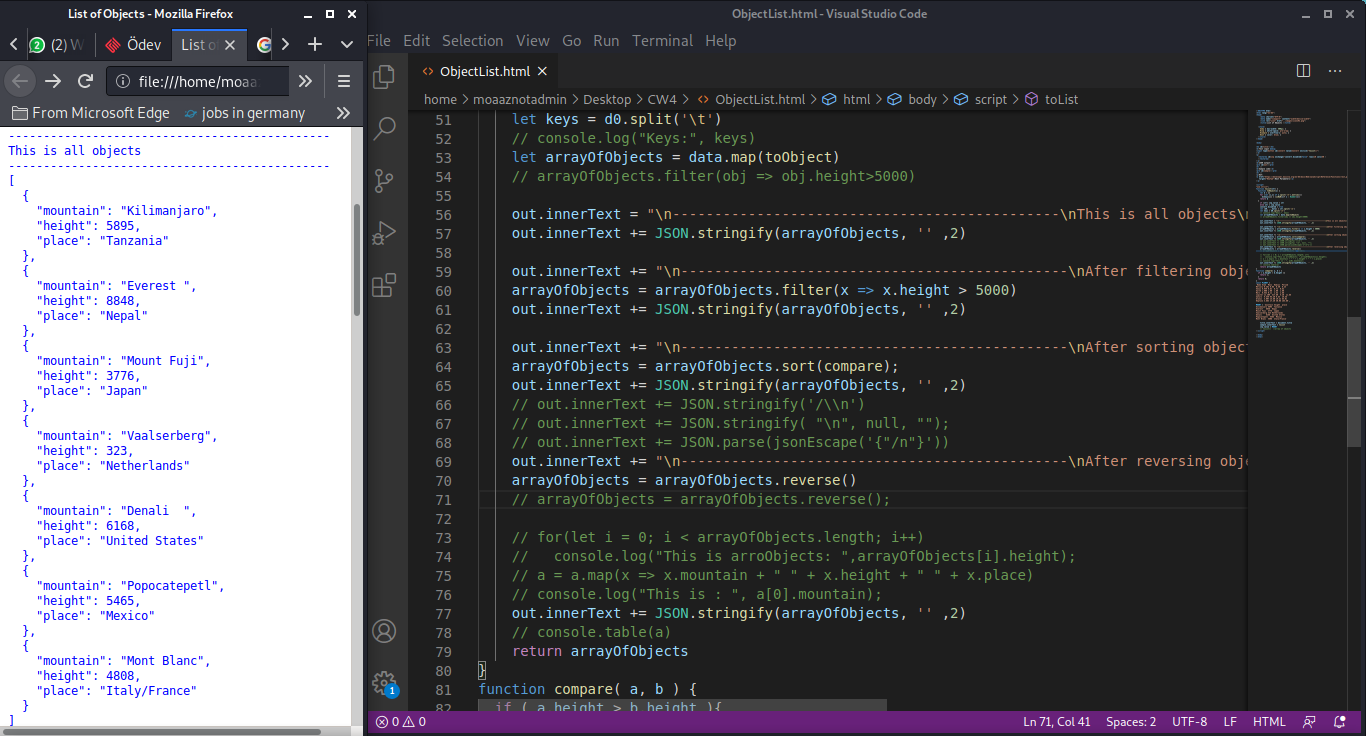 List of Objects - Mozilla Firefox
(2) W
Ödev
List of
file:///home/moaa
From Microsoft Edge
jobs in germany
----------------------------------------------
This is all objects
----------------------------------------------
[
  {
    "mountain": "Kilimanjaro",
    "height": 5895,
    "place": "Tanzania"
  },
  {
    "mountain": "Everest ",
    "height": 8848,
    "place": "Nepal"
  },
  {
    "mountain": "Mount Fuji",
    "height": 3776,
    "place": "Japan"
  },
  {
    "mountain": "Vaalserberg",
    "height": 323,
    "place": "Netherlands"
  },
  {
    "mountain": "Denali  ",
    "height": 6168,
    "place": "United States"
  },
  {
    "mountain": "Popocatepetl",
    "height": 5465,
    "place": "Mexico"
  },
  {
    "mountain": "Mont Blanc",
    "height": 4808,
    "place": "Italy/France"
  }
]
ObjectList.html - Visual Studio Code
File Edit Selection View Go Run Terminal Help
ObjectList.html
home > moaaznotadmin > Desktop > CW4 > ObjectList.html > html > body > script > toList
51 let keys = d0.split('\t')
52 // console.log("Keys:", keys)
53 let arrayOfObjects = data.map(toObject)
54 // arrayOfObjects.filter(obj => obj.height>5000)
55
56 out.innerText = "\n----------------------------------------------\nThis is all objects\n
57 out.innerText += JSON.stringify(arrayOfObjects, '' ,2)
58
59 out.innerText += "\n----------------------------------------------\nAfter filtering obje
60 arrayOfObjects = arrayOfObjects.filter(x => x.height > 5000)
61 out.innerText += JSON.stringify(arrayOfObjects, '' ,2)
62
63 out.innerText += "\n----------------------------------------------\nAfter sorting object
64 arrayOfObjects = arrayOfObjects.sort(compare);
65 out.innerText += JSON.stringify(arrayOfObjects, '' ,2)
66 // out.innerText += JSON.stringify('/\\n')
67 // out.innerText += JSON.stringify( "\n", null, "");
68 // out.innerText += JSON.parse(jsonEscape('{"/n"}'))
69 out.innerText += "\n----------------------------------------------\nAfter reversing obje
70 arrayOfObjects = arrayOfObjects.reverse()
71 // arrayOfObjects = arrayOfObjects.reverse();
72
73 // for(let i = 0; i < arrayOfObjects.length; i++)
74 //   console.log("This is arroObjects: ",arrayOfObjects[i].height);
75 // a = a.map(x => x.mountain + " " + x.height + " " + x.place)
76 // console.log("This is : ", a[0].mountain);
77 out.innerText += JSON.stringify(arrayOfObjects, '' ,2)
78 // console.table(a)
79 return arrayOfObjects
80 }
81 function compare( a, b ) {
82 if ( a.height > b.height ){
1
0 0
Ln 71, Col 41 Spaces: 2 UTF-8 LF HTML